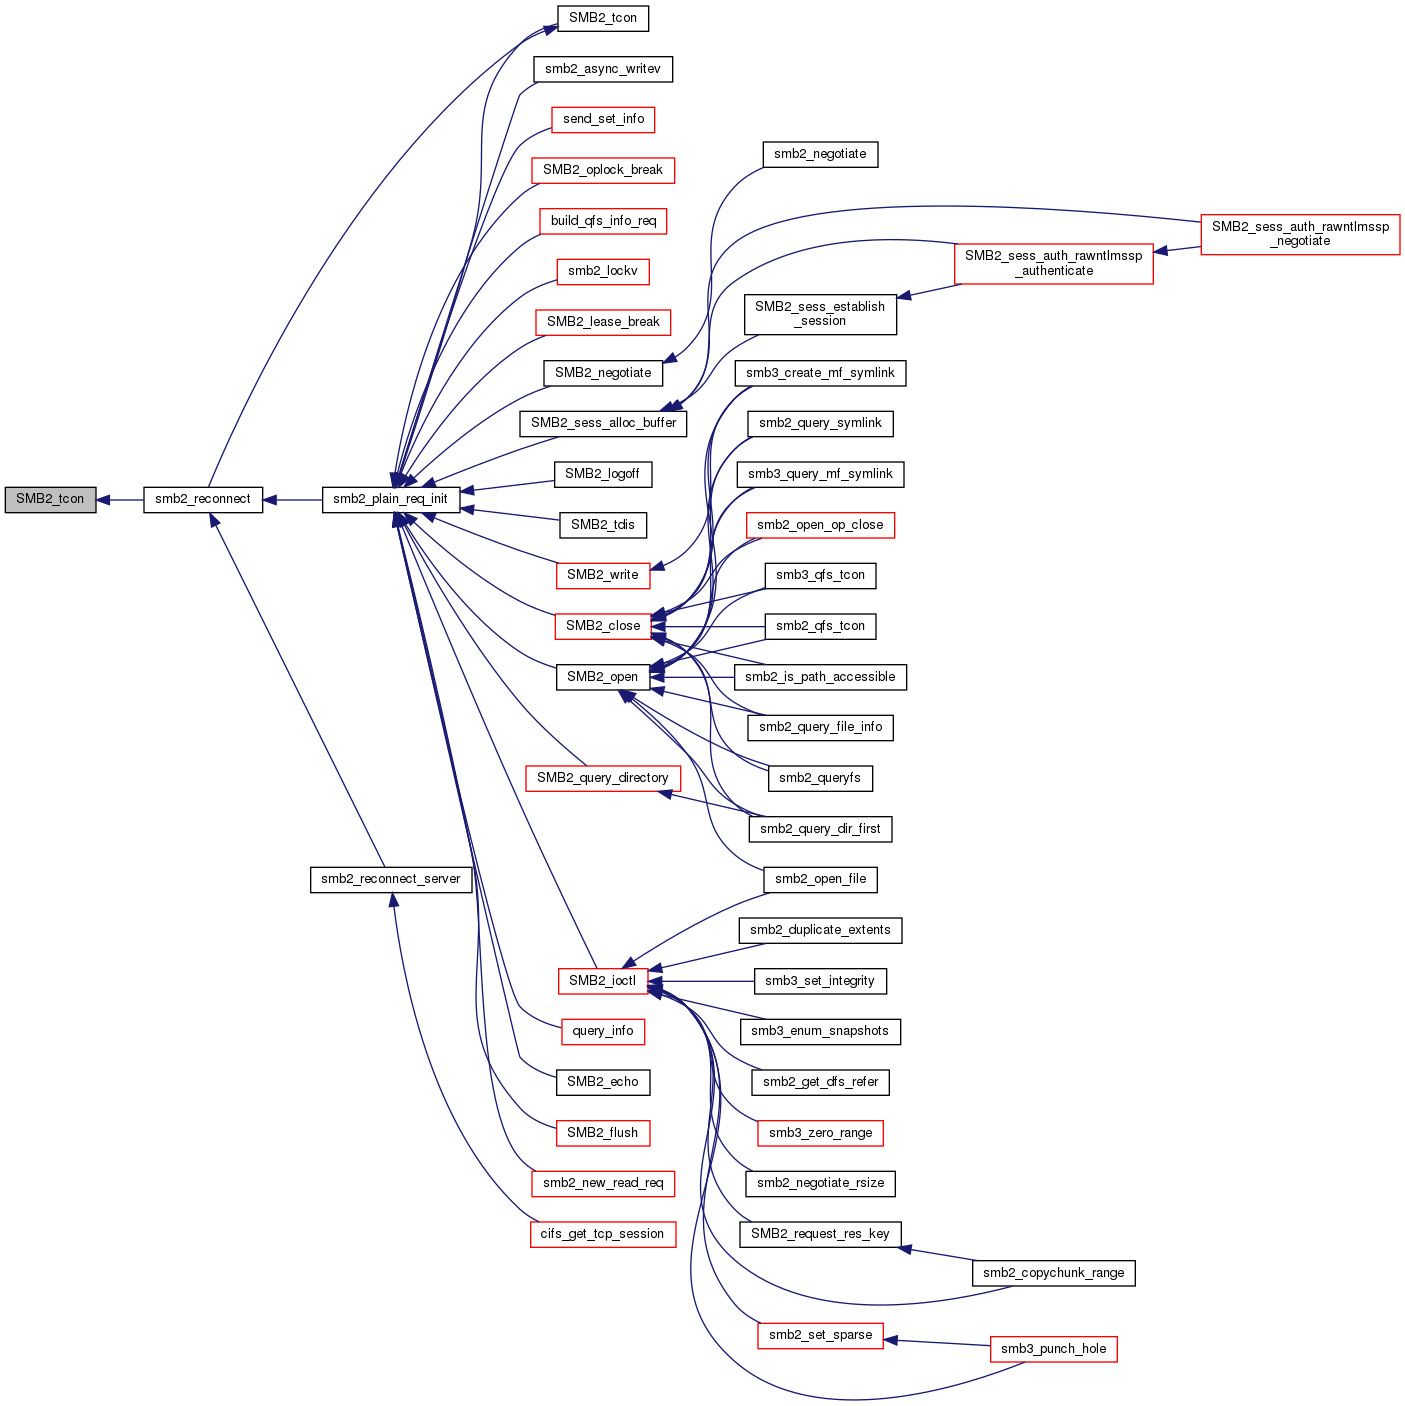 SMB2_tcon
smb2_async_writev
send_set_info
smb2_negotiate
SMB2_oplock_break
build_qfs_info_req
SMB2_sess_auth_rawntlmssp
_negotiate
SMB2_sess_auth_rawntlmssp
_authenticate
smb2_lockv
SMB2_sess_establish
_session
SMB2_lease_break
SMB2_negotiate
smb3_create_mf_symlink
SMB2_sess_alloc_buffer
smb2_query_symlink
SMB2_logoff
smb3_query_mf_symlink
SMB2_tcon
smb2_reconnect
smb2_plain_req_init
SMB2_tdis
smb2_open_op_close
SMB2_write
smb3_qfs_tcon
SMB2_close
smb2_qfs_tcon
SMB2_open
smb2_is_path_accessible
smb2_query_file_info
SMB2_query_directory
smb2_queryfs
smb2_query_dir_first
smb2_reconnect_server
smb2_open_file
smb2_duplicate_extents
SMB2_ioctl
smb3_set_integrity
query_info
smb3_enum_snapshots
SMB2_echo
smb2_get_dfs_refer
SMB2_flush
smb3_zero_range
smb2_new_read_req
smb2_negotiate_rsize
cifs_get_tcp_session
SMB2_request_res_key
smb2_copychunk_range
smb2_set_sparse
smb3_punch_hole